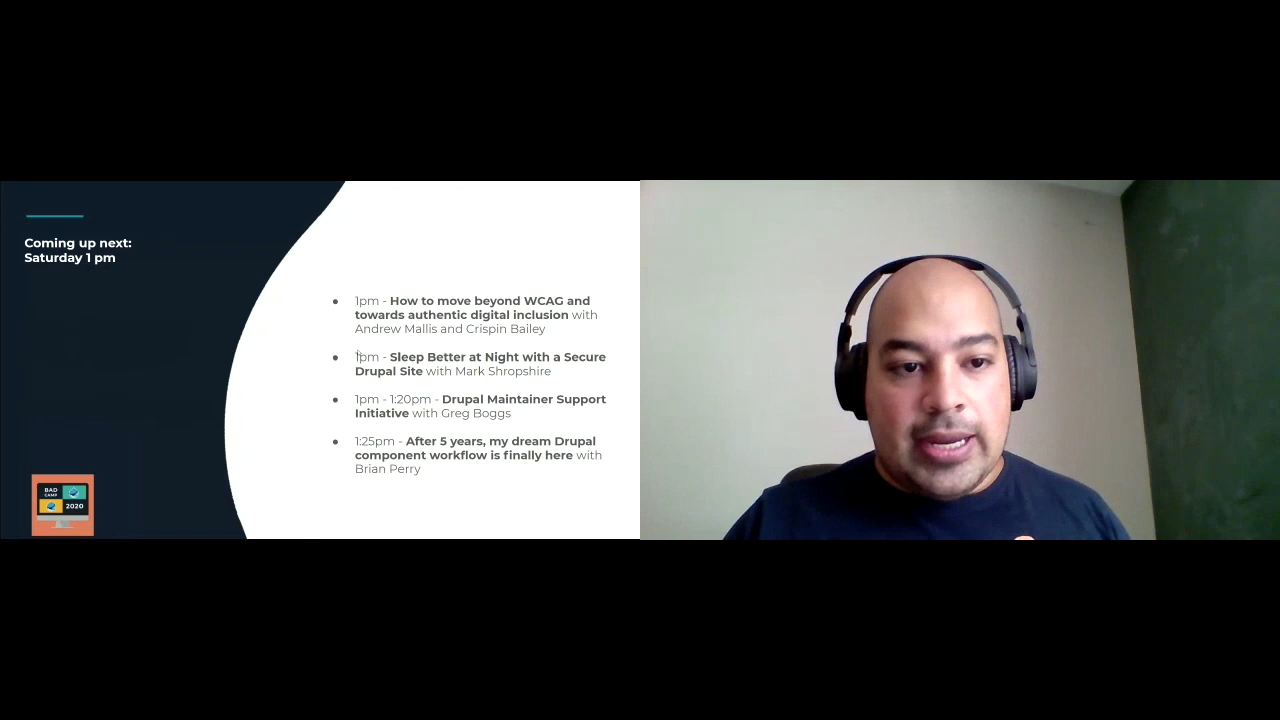 Coming up next:
Saturday 1 pm
● 1pm - How to move beyond WCAG and
towards authentic digital inclusion with
Andrew Mallis and Crispin Bailey
● 1pm - Sleep Better at Night with a Secure
Drupal Site with Mark Shropshire
● 1pm - 1:20pm - Drupal Maintainer Support
Initiative with Greg Boggs
● 1:25pm - After 5 years, my dream Drupal
component workflow is finally here with
Brian Perry
BAD
CAMP
2020